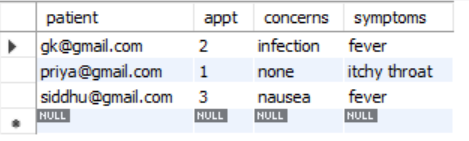 patient appt concerns symptoms
gk@gmail.com 2 infection fever
priya@gmail.com 1 none itchy throat
siddhu@gmail.com 3 nausea fever
NULL NULL NULL NULL